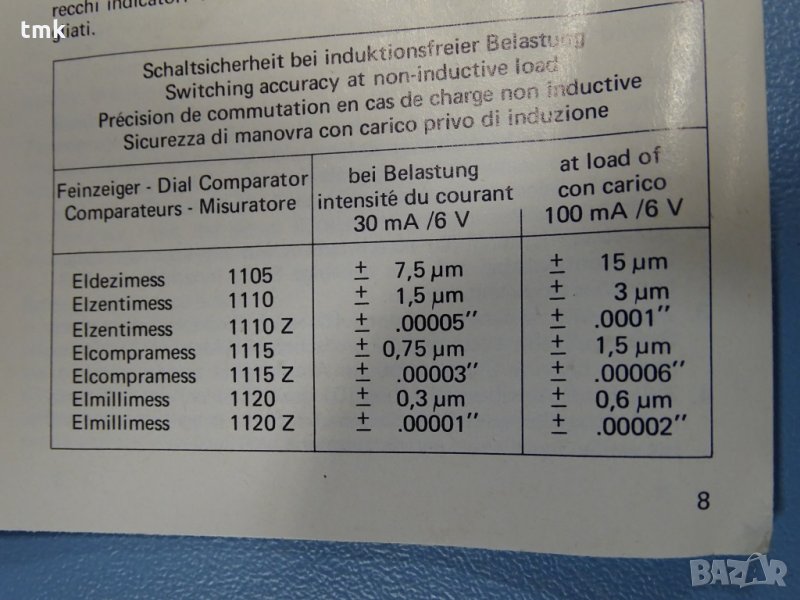 recchi indicatori
tmk
giati.
Schaltsicherheit bei induktionsfreier Belastung
Switching accuracy at non-inductive load
Précision de commutation en cas de charge non inductive
Sicurezza di manovra con carico privo di induzione
Feinzeiger - Dial Comparator
Comparateurs - Misuratore
bei Belastung
intensité du courant
30 mA /6 V
at load of
con carico
100 mA /6 V
Eldezimess 1105 ± 7,5 µm ± 15 µm
Elzentimess 1110 ± 1,5 µm ± 3 µm
Elzentimess 1110 Z ± .00005" ± .0001"
Elcompramess 1115 ± 0,75 µm ± 1,5 µm
Elcompramess 1115 Z ± .00003" ± .00006"
Elmillimess 1120 ± 0,3 µm ± 0,6 µm
Elmillimess 1120 Z ± .00001" ± .00002"
8
BAZAR